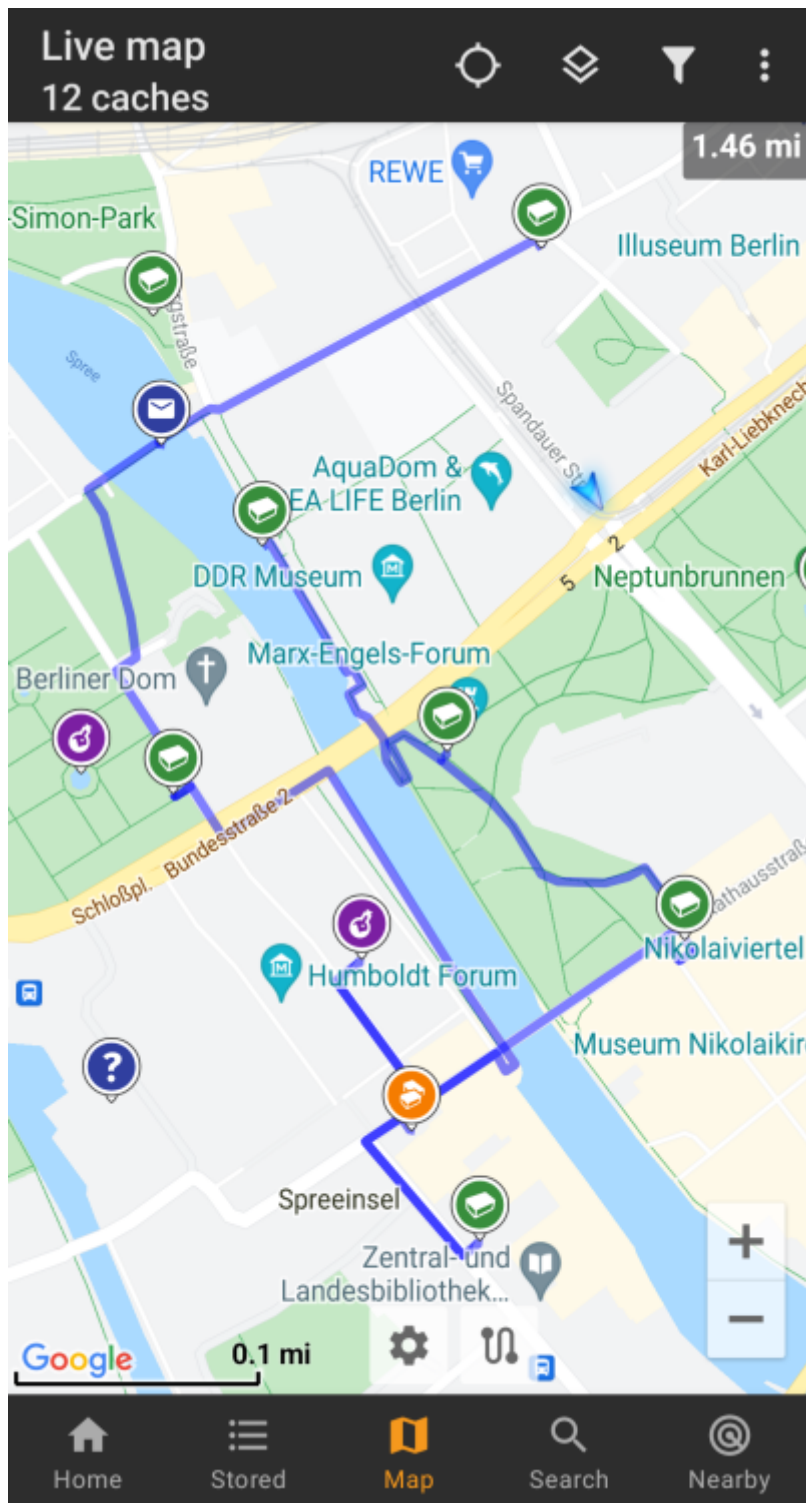 Live map
12 caches
1.46 mi
REWE
-Simon-Park
Illuseum Berlin
Spree
Spandauer Str
Karl-Liebknech
AquaDom &
EA LIFE Berlin
DDR Museum
5
2
Neptunbrunnen
Marx-Engels-Forum
Berliner Dom
Schloßpl.
Bundesstraße 2
athausstraß
Nikolaiviertel
Humboldt Forum
Museum Nikolaikir
?
Spreeinsel
Zentral- und
Landesbibliothek...
Google
0.1 mi
+
−
Home
Stored
Map
Search
Nearby